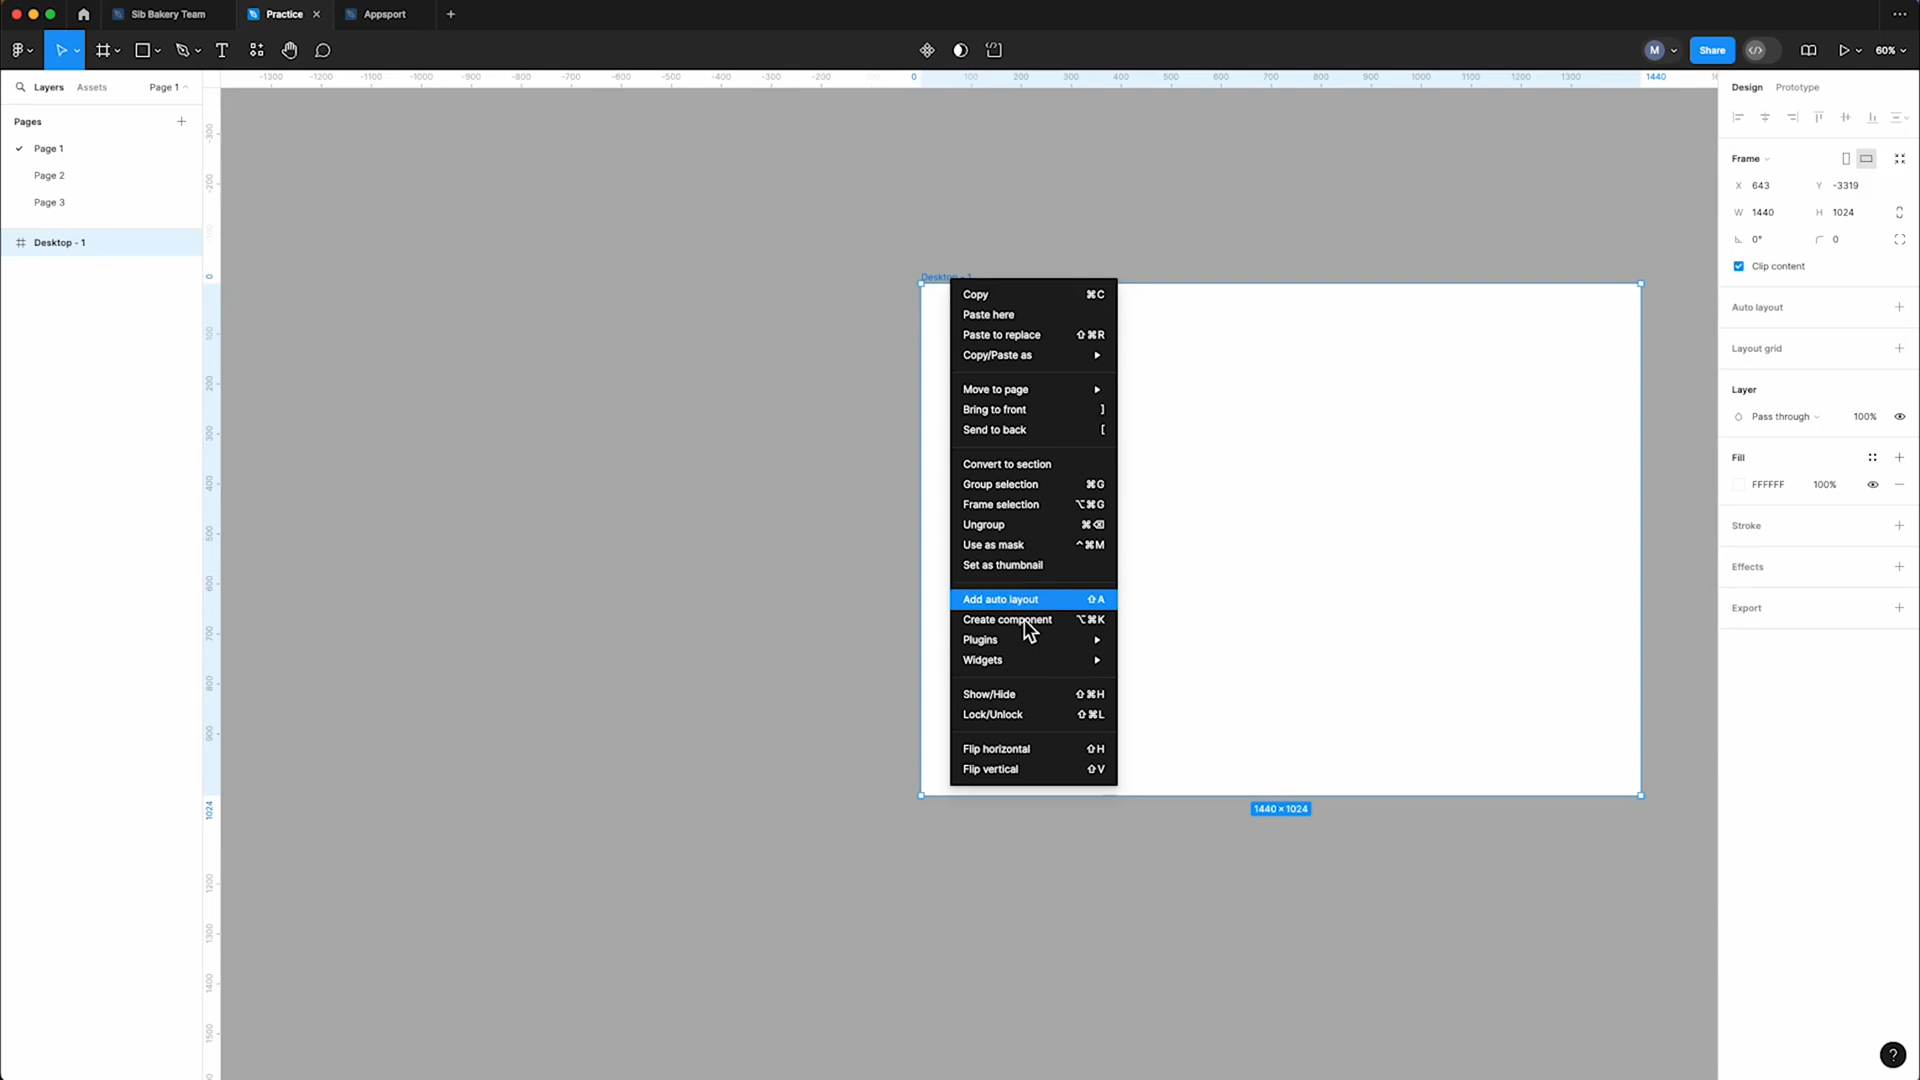 Sib Bakery Team
Practice
Appsport
M
Share
60%
-1300 -1200 -1100 -1000 -900 -800 -700 -600 -500 -400 -300 -200 0 100 200 300 400 500 600 700 800 900 1000 1100 1200 1300 1440
Layers Assets Page 1
Pages
Page 1
Page 2
Page 3
Desktop - 1
-300
-200
0
100
200
300
400
500
600
700
800
900
1024
1200
1300
1400
1500
Desktop - 1
Copy ⌘C
Paste here
Paste to replace ⇧⌘R
Copy/Paste as
Move to page
Bring to front ]
Send to back [
Convert to section
Group selection ⌘G
Frame selection ⌥⌘G
Ungroup ⌘⌫
Use as mask ^⌘M
Set as thumbnail
Add auto layout ⇧A
Create component ⌥⌘K
Plugins
Widgets
Show/Hide ⇧⌘H
Lock/Unlock ⇧⌘L
Flip horizontal ⇧H
Flip vertical ⇧V
1440 × 1024
Design Prototype
Frame
X 643 Y -3319
W 1440 H 1024
0° 0
Clip content
Auto layout
Layout grid
Layer
Pass through 100%
Fill
FFFFFF 100%
Stroke
Effects
Export
?